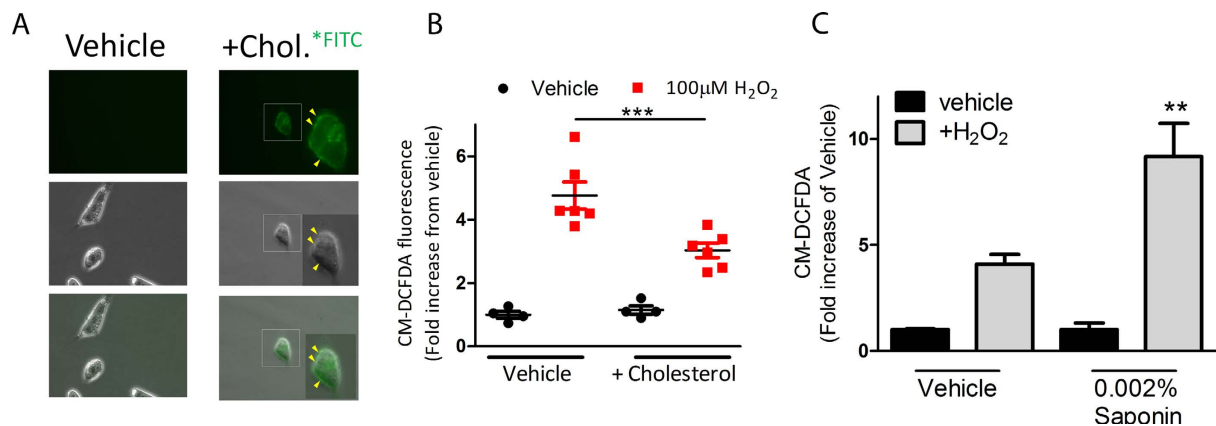 A
Vehicle
+Chol.*FITC
B
Vehicle
100μM H₂O₂
***
CM-DCFDA fluorescence
(Fold increase from vehicle)
6
4
2
0
Vehicle
+ Cholesterol
C
vehicle
+H₂O₂
**
CM-DCFDA
(Fold increase of Vehicle)
10
5
0
Vehicle
0.002%
Saponin